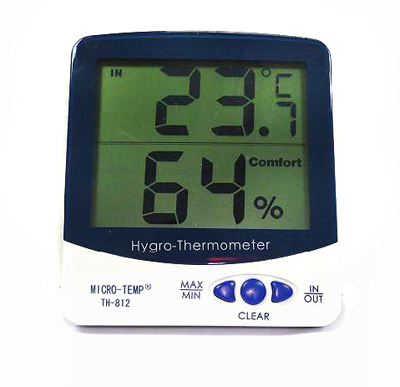 IN
23.7 °C
Comfort
64%
Hygro-Thermometer
MICRO-TEMP®
TH-812
MAX
MIN
IN
OUT
CLEAR